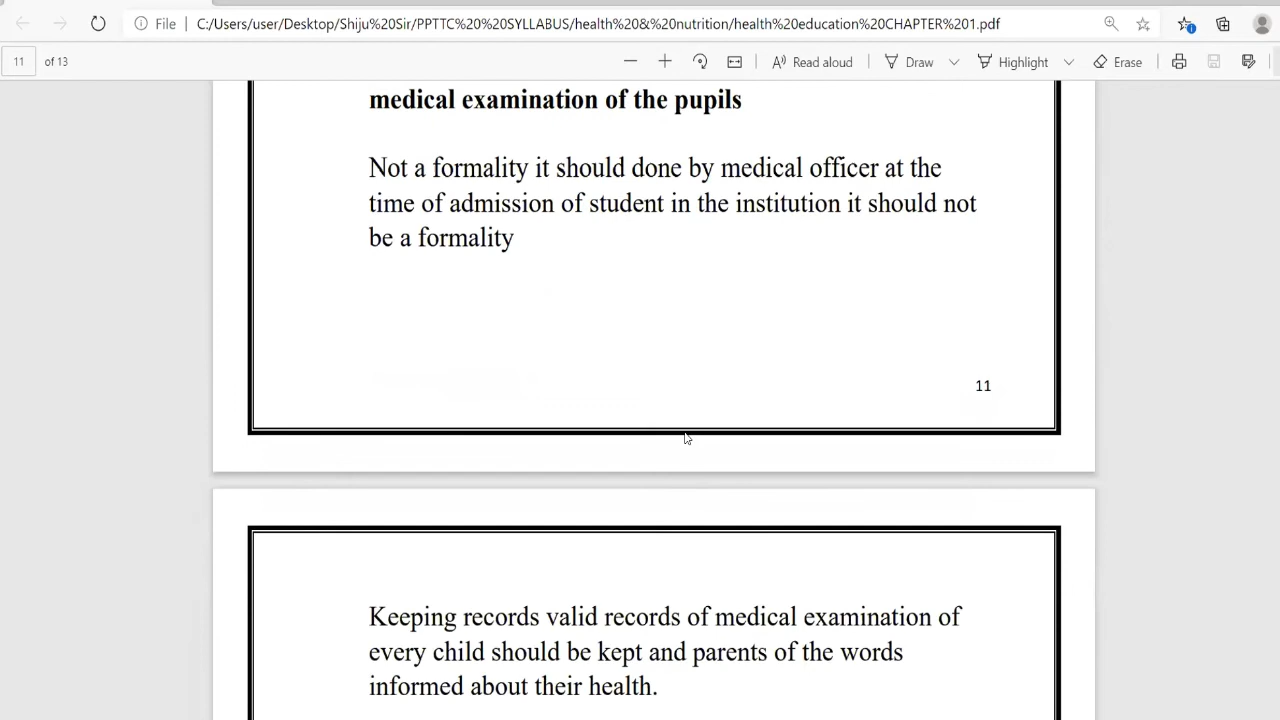 File C:/Users/user/Desktop/Shiju%20Sir/PPTTC%20%20SYLLABUS/health%20&%20nutrition/health%20education%20CHAPTER%201.pdf
11 of 13 Read aloud Draw Highlight Erase
medical examination of the pupils
Not a formality it should done by medical officer at the
time of admission of student in the institution it should not
be a formality
11
Keeping records valid records of medical examination of
every child should be kept and parents of the words
informed about their health.